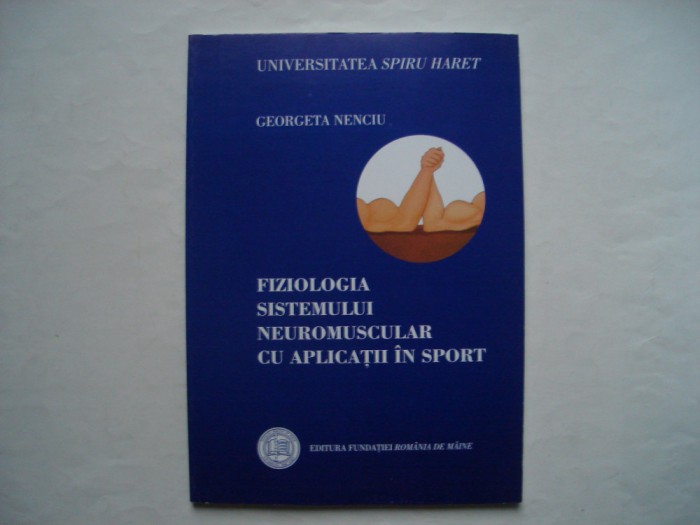 UNIVERSITATEA SPIRU HARET
GEORGETA NENCIU
FIZIOLOGIA
SISTEMULUI
NEUROMUSCULAR
CU APLICAȚII ÎN SPORT
EDITURA FUNDAȚIEI ROMÂNIA DE MÂINE